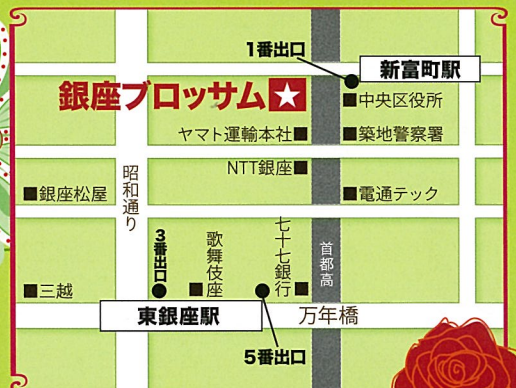 1番出口
新富町駅
銀座ブロッサム
中央区役所
ヤマト運輸本社
築地警察署
NTT銀座
電通テック
銀座松屋
昭和通り
3番出口
歌舞伎座
七十七銀行
首都高
三越
東銀座駅
万年橋
5番出口